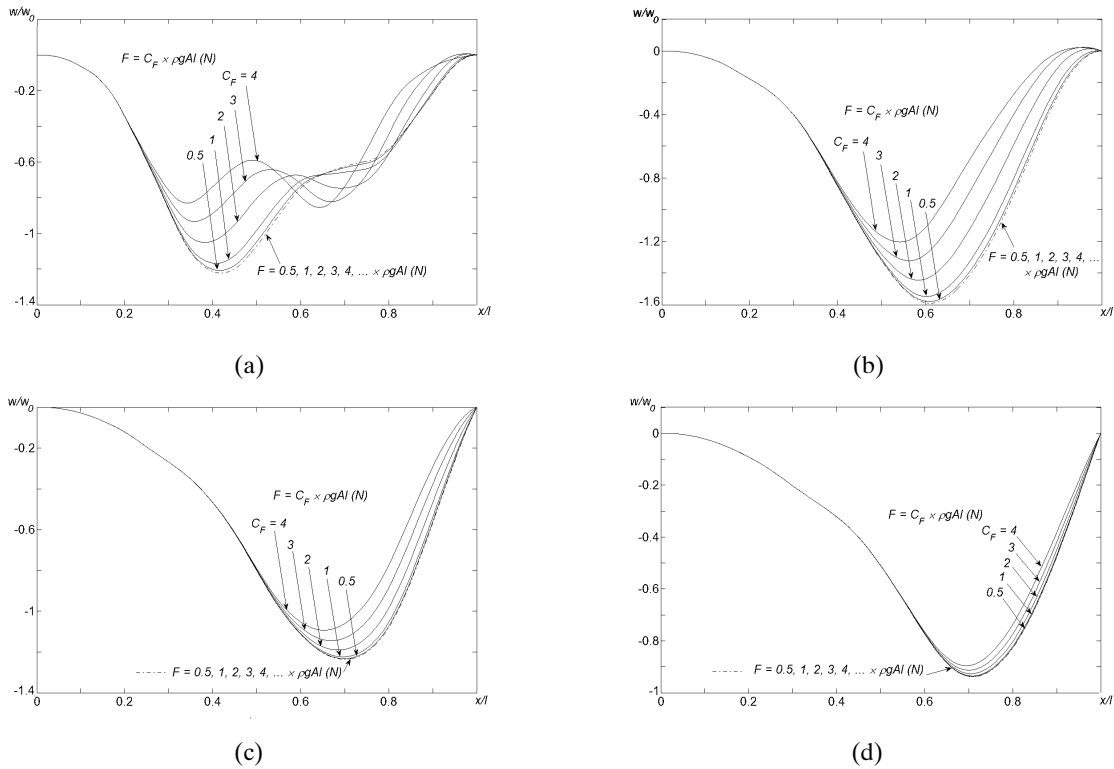 w/w0
F = CF × ρgAl (N)
CF = 4
3
2
1
0.5
F = 0.5, 1, 2, 3, 4, ... × ρgAl (N)
0
-0.2
-0.6
-1
-1.4
0
0.2
0.4
0.6
0.8
x/l
(a)
w/w0
0
-0.4
-0.8
-1.2
-1.6
F = CF × ρgAl (N)
CF = 4
3
2
1
0.5
F = 0.5, 1, 2, 3, 4, ...
× ρgAl (N)
0
0.2
0.4
0.6
0.8
x/l
(b)
w/w0
0
-0.2
-0.6
-1
-1.4
F = CF × ρgAl (N)
CF = 4
3
2
1
0.5
F = 0.5, 1, 2, 3, 4, ... × ρgAl (N)
0
0.2
0.4
0.6
0.8
x/l
(c)
w/w0
0
0
-0.2
-0.4
-0.6
-0.8
-1
F = CF × ρgAl (N)
CF = 4
3
2
1
0.5
F = 0.5, 1, 2, 3, 4, ... × ρgAl (N)
0
0.2
0.4
0.6
0.8
x/l
(d)